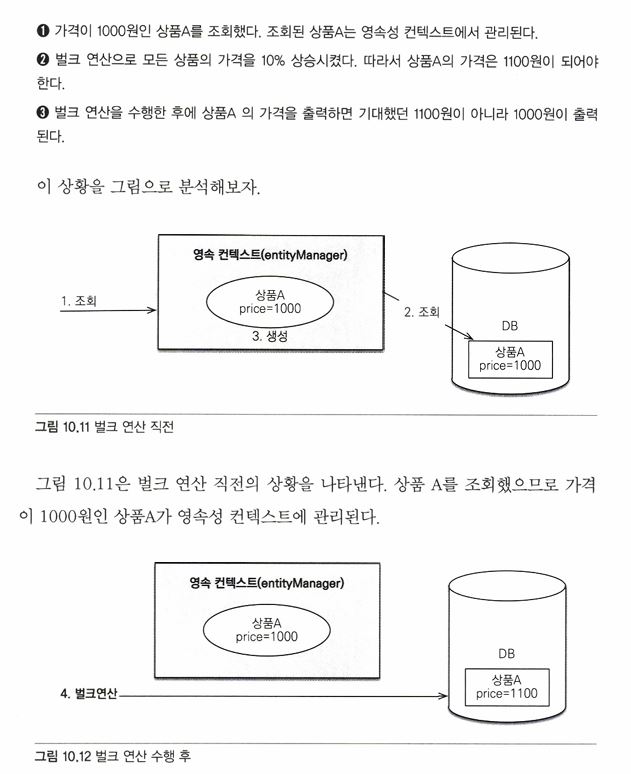 ❶ 가격이 1000원인 상품A를 조회했다. 조회된 상품A는 영속성 컨텍스트에서 관리된다.
❷ 벌크 연산으로 모든 상품의 가격을 10% 상승시켰다. 따라서 상품A의 가격은 1100원이 되어야
한다.
❸ 벌크 연산을 수행한 후에 상품A 의 가격을 출력하면 기대했던 1100원이 아니라 1000원이 출력
된다.
이 상황을 그림으로 분석해보자.
영속 컨텍스트(entityManager)
상품A
price=1000
3. 생성
1. 조회
2. 조회
DB
상품A
price=1000
그림 10.11 벌크 연산 직전
그림 10.11은 벌크 연산 직전의 상황을 나타낸다. 상품 A를 조회했으므로 가격
이 1000원인 상품A가 영속성 컨텍스트에 관리된다.
영속 컨텍스트(entityManager)
상품A
price=1000
4. 벌크연산
DB
상품A
price=1100
그림 10.12 벌크 연산 수행 후